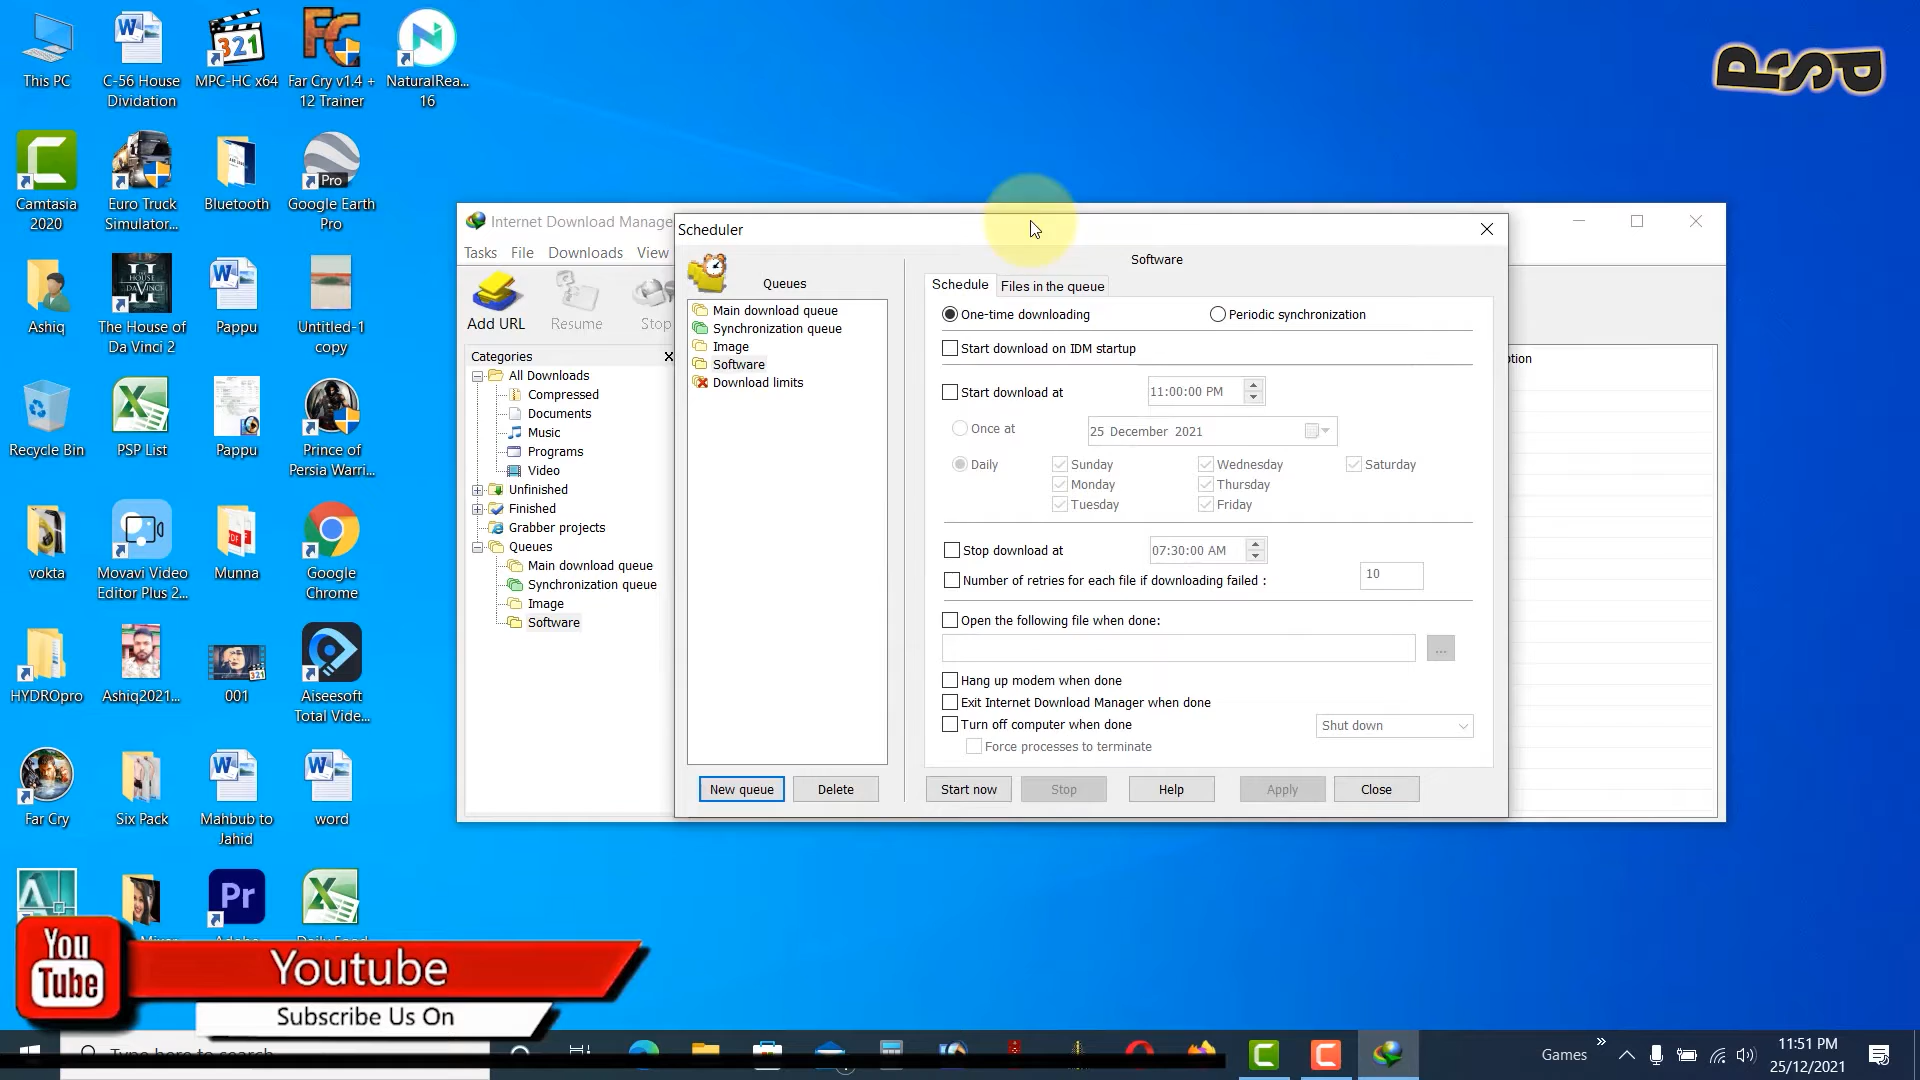 This PC
C-56 House
Dividation
MPC-HC x64
Far Cry v1.4 +
12 Trainer
NaturalRea...
16
Psd
Camtasia
2020
Euro Truck
Simulator...
Bluetooth
Pro
Google Earth
Pro
Ashiq
The House of
Da Vinci 2
Pappu
Untitled-1
copy
Recycle Bin
PSP List
Pappu
Prince of
Persia Warri...
vokta
Movavi Video
Editor Plus 2...
Munna
Google
Chrome
HYDROpro
Ashiq2021...
001
Aiseesoft
Total Vide...
Far Cry
Six Pack
Mahbub to
Jahid
word
Internet Download Manage
Tasks File Downloads View
Add URL
Resume
Stop
Categories
All Downloads
Compressed
Documents
Music
Programs
Video
Unfinished
Finished
Grabber projects
Queues
Main download queue
Synchronization queue
Image
Software
Scheduler
Queues
Main download queue
Synchronization queue
Image
Software
Download limits
New queue
Delete
Software
Schedule
Files in the queue
One-time downloading
Periodic synchronization
Start download on IDM startup
Start download at
11:00:00 PM
Once at
25 December 2021
Daily
Sunday
Wednesday
Saturday
Monday
Thursday
Tuesday
Friday
Stop download at
07:30:00 AM
Number of retries for each file if downloading failed :
10
Open the following file when done:
...
Hang up modem when done
Exit Internet Download Manager when done
Turn off computer when done
Shut down
Force processes to terminate
Start now
Stop
Help
Apply
Close
You
Tube
Youtube
Subscribe Us On
Type here to search
Games
11:51 PM
25/12/2021